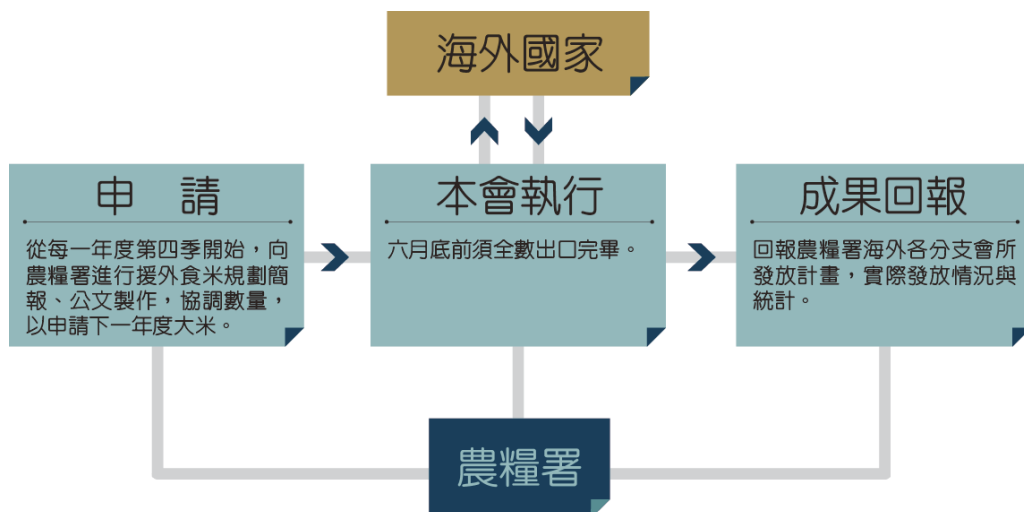 海外國家
申 請
從每一年度第四季開始，向
農糧署進行援外食米規劃簡
報、公文製作，協調數量，
以申請下一年度大米。
本會執行
六月底前須全數出口完畢。
成果回報
回報農糧署海外各分支會所
發放計畫，實際發放情況與
統計。
農糧署